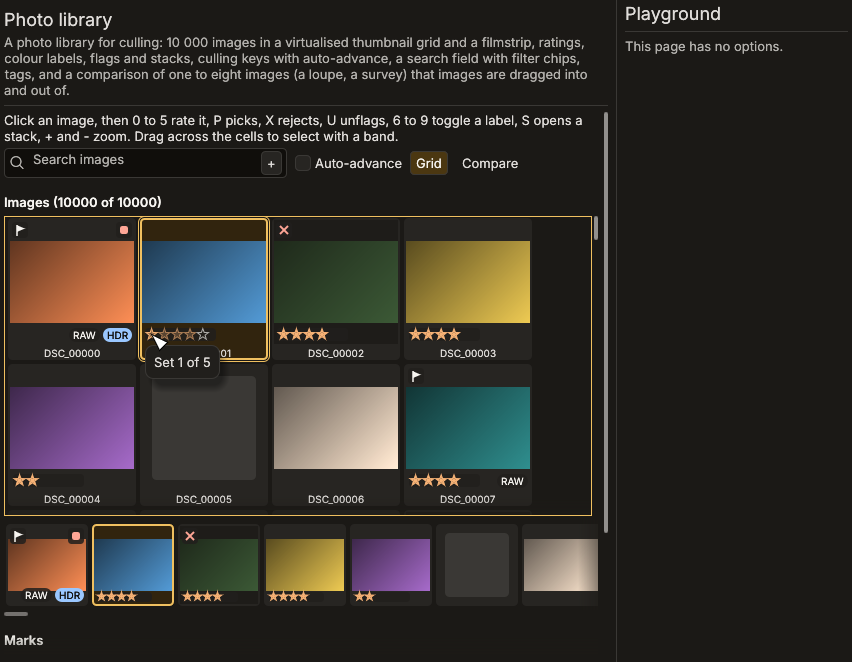 Photo library
A photo library for culling: 10 000 images in a virtualised thumbnail grid and a filmstrip, ratings,
colour labels, flags and stacks, culling keys with auto-advance, a search field with filter chips,
tags, and a comparison of one to eight images (a loupe, a survey) that images are dragged into
and out of.
Click an image, then 0 to 5 rate it, P picks, X rejects, U unflags, 6 to 9 toggle a label, S opens a
stack, + and - zoom. Drag across the cells to select with a band.
Search images
+
Auto-advance
Grid
Compare
Images (10000 of 10000)
RAW HDR
DSC_00000
01
DSC_00002
DSC_00003
Set 1 of 5
RAW
DSC_00004
DSC_00005
DSC_00006
DSC_00007
RAW HDR
Marks
Playground
This page has no options.